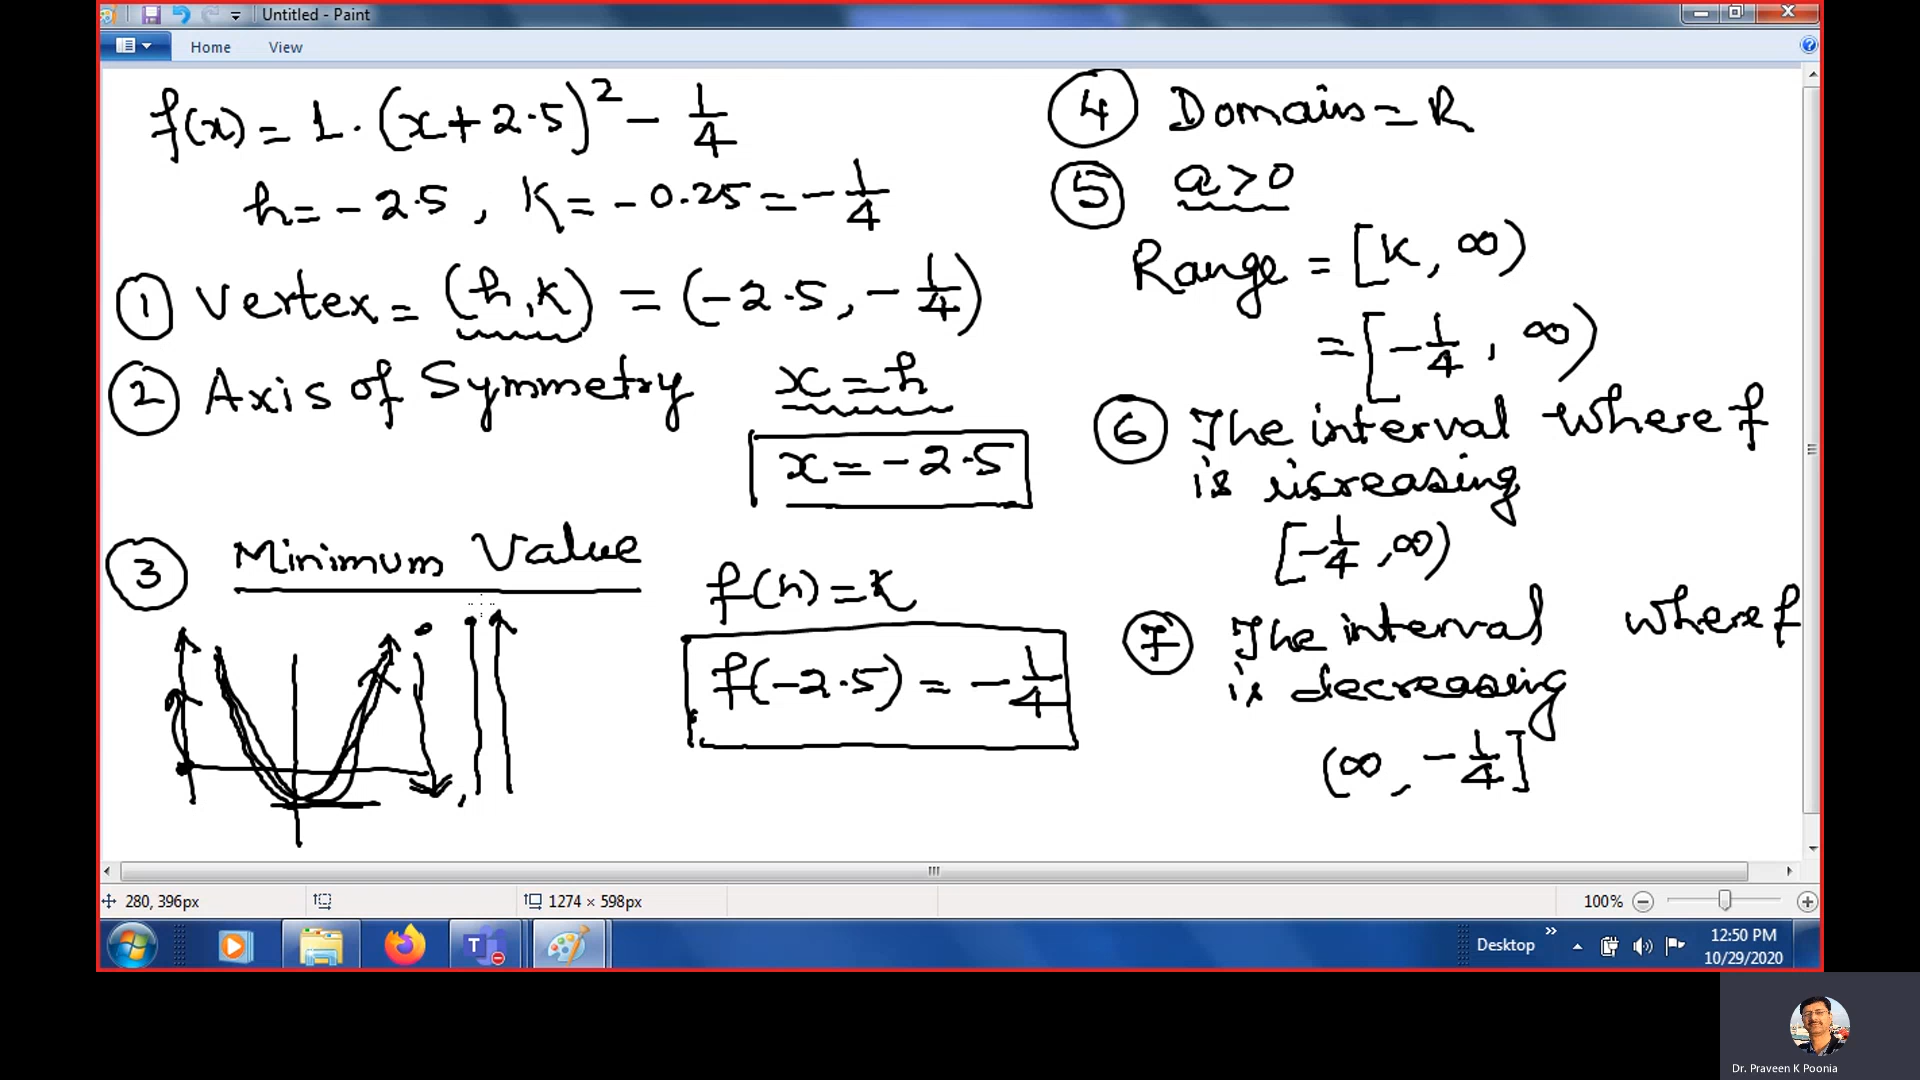 Untitled - Paint
Home View
f(x) = 1 · (x + 2.5)² - 1/4
h = - 2.5 , K = - 0.25 = - 1/4
① Vertex = (h, K) = (-2.5, - 1/4)
② Axis of Symmetry x = h
x = - 2.5
③ Minimum Value
f(h) = K
f(-2.5) = - 1/4
④ Domain = R
⑤ a > 0
Range = [K, ∞)
= [- 1/4 , ∞)
⑥ The interval where f
is increasing
[- 1/4 , ∞)
⑦ The interval where f
is decreasing
(∞ , - 1/4]
280, 396px
1274 × 598px
100%
Desktop
12:50 PM
10/29/2020
Dr. Praveen K Poonia